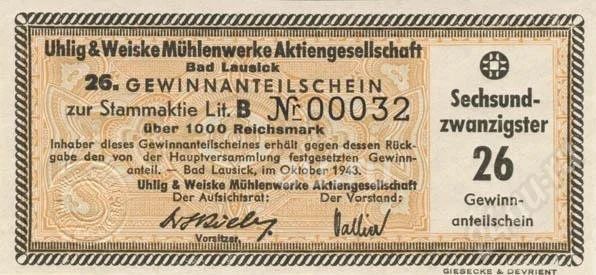 Uhlig & Weiske Mühlenwerke Aktiengesellschaft
Bad Lausick
26. GEWINNANTEILSCHEIN
zur Stammaktie Lit. B № 00032
über 1000 Reichsmark
Inhaber dieses Gewinnanteilscheines erhält gegen dessen Rück-
gabe den von der Hauptversammlung festgesetzten Gewinn-
anteil. — Bad Lausick, im Oktober 1943.
Uhlig & Weiske Mühlenwerke Aktiengesellschaft
Der Aufsichtsrat: Der Vorstand:
Vorsitzer.
Sechsund-
zwanzigster
26
Gewinn-
anteilschein
GIESECKE & DEVRIENT